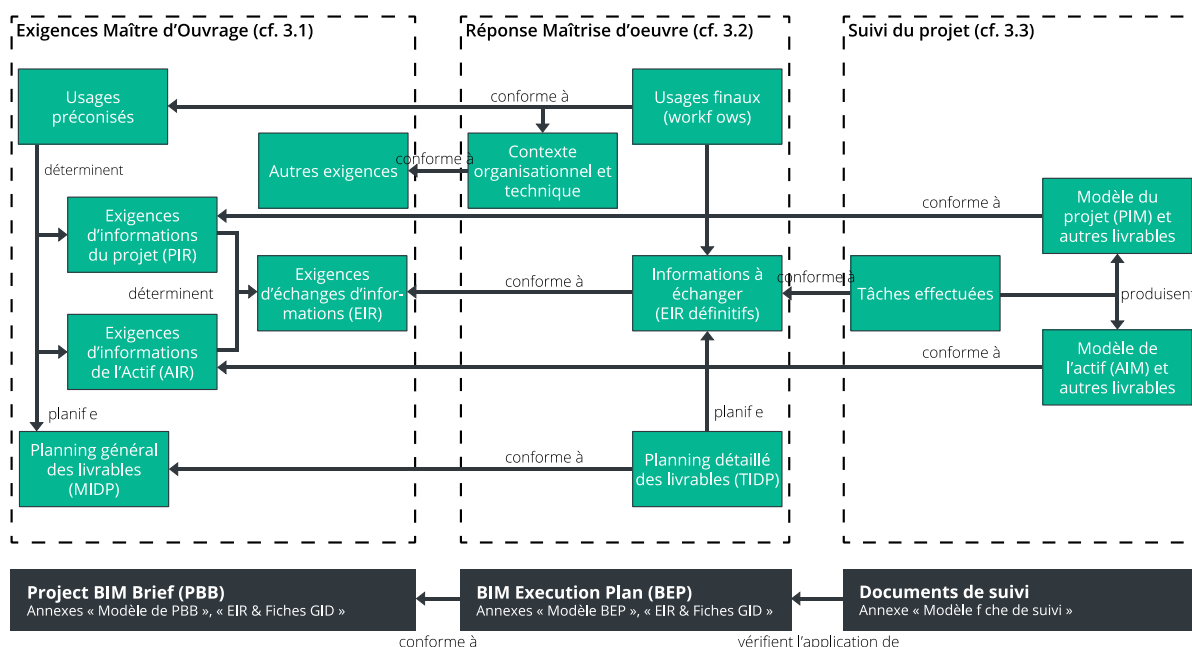 Exigences Maître d'Ouvrage (cf. 3.1)
Usages
préconisés
déterminent
Autres exigences
Exigences
d'informations
du projet (PIR)
déterminent
Exigences
d'échanges d'infor-
mations (EIR)
Exigences
d'informations
de l'Actif (AIR)
planif e
Planning général
des livrables
(MIDP)
Réponse Maîtrise d'oeuvre (cf. 3.2)
conforme à
Usages finaux
(workf ows)
conforme à
Contexte
organisationnel et
technique
conforme à
Informations à
échanger
(EIR définitifs)
planif e
conforme à
Planning détaillé
des livrables (TIDP)
Suivi du projet (cf. 3.3)
conforme à
Modèle du
projet (PIM) et
autres livrables
conforme à
Tâches effectuées
produisent
conforme à
Modèle de
l'actif (AIM) et
autres livrables
Project BIM Brief (PBB)
Annexes « Modèle de PBB », « EIR & Fiches GID »
conforme à
BIM Execution Plan (BEP)
Annexes « Modèle BEP », « EIR & Fiches GID »
vérifient l'application de
Documents de suivi
Annexe « Modèle f che de suivi »